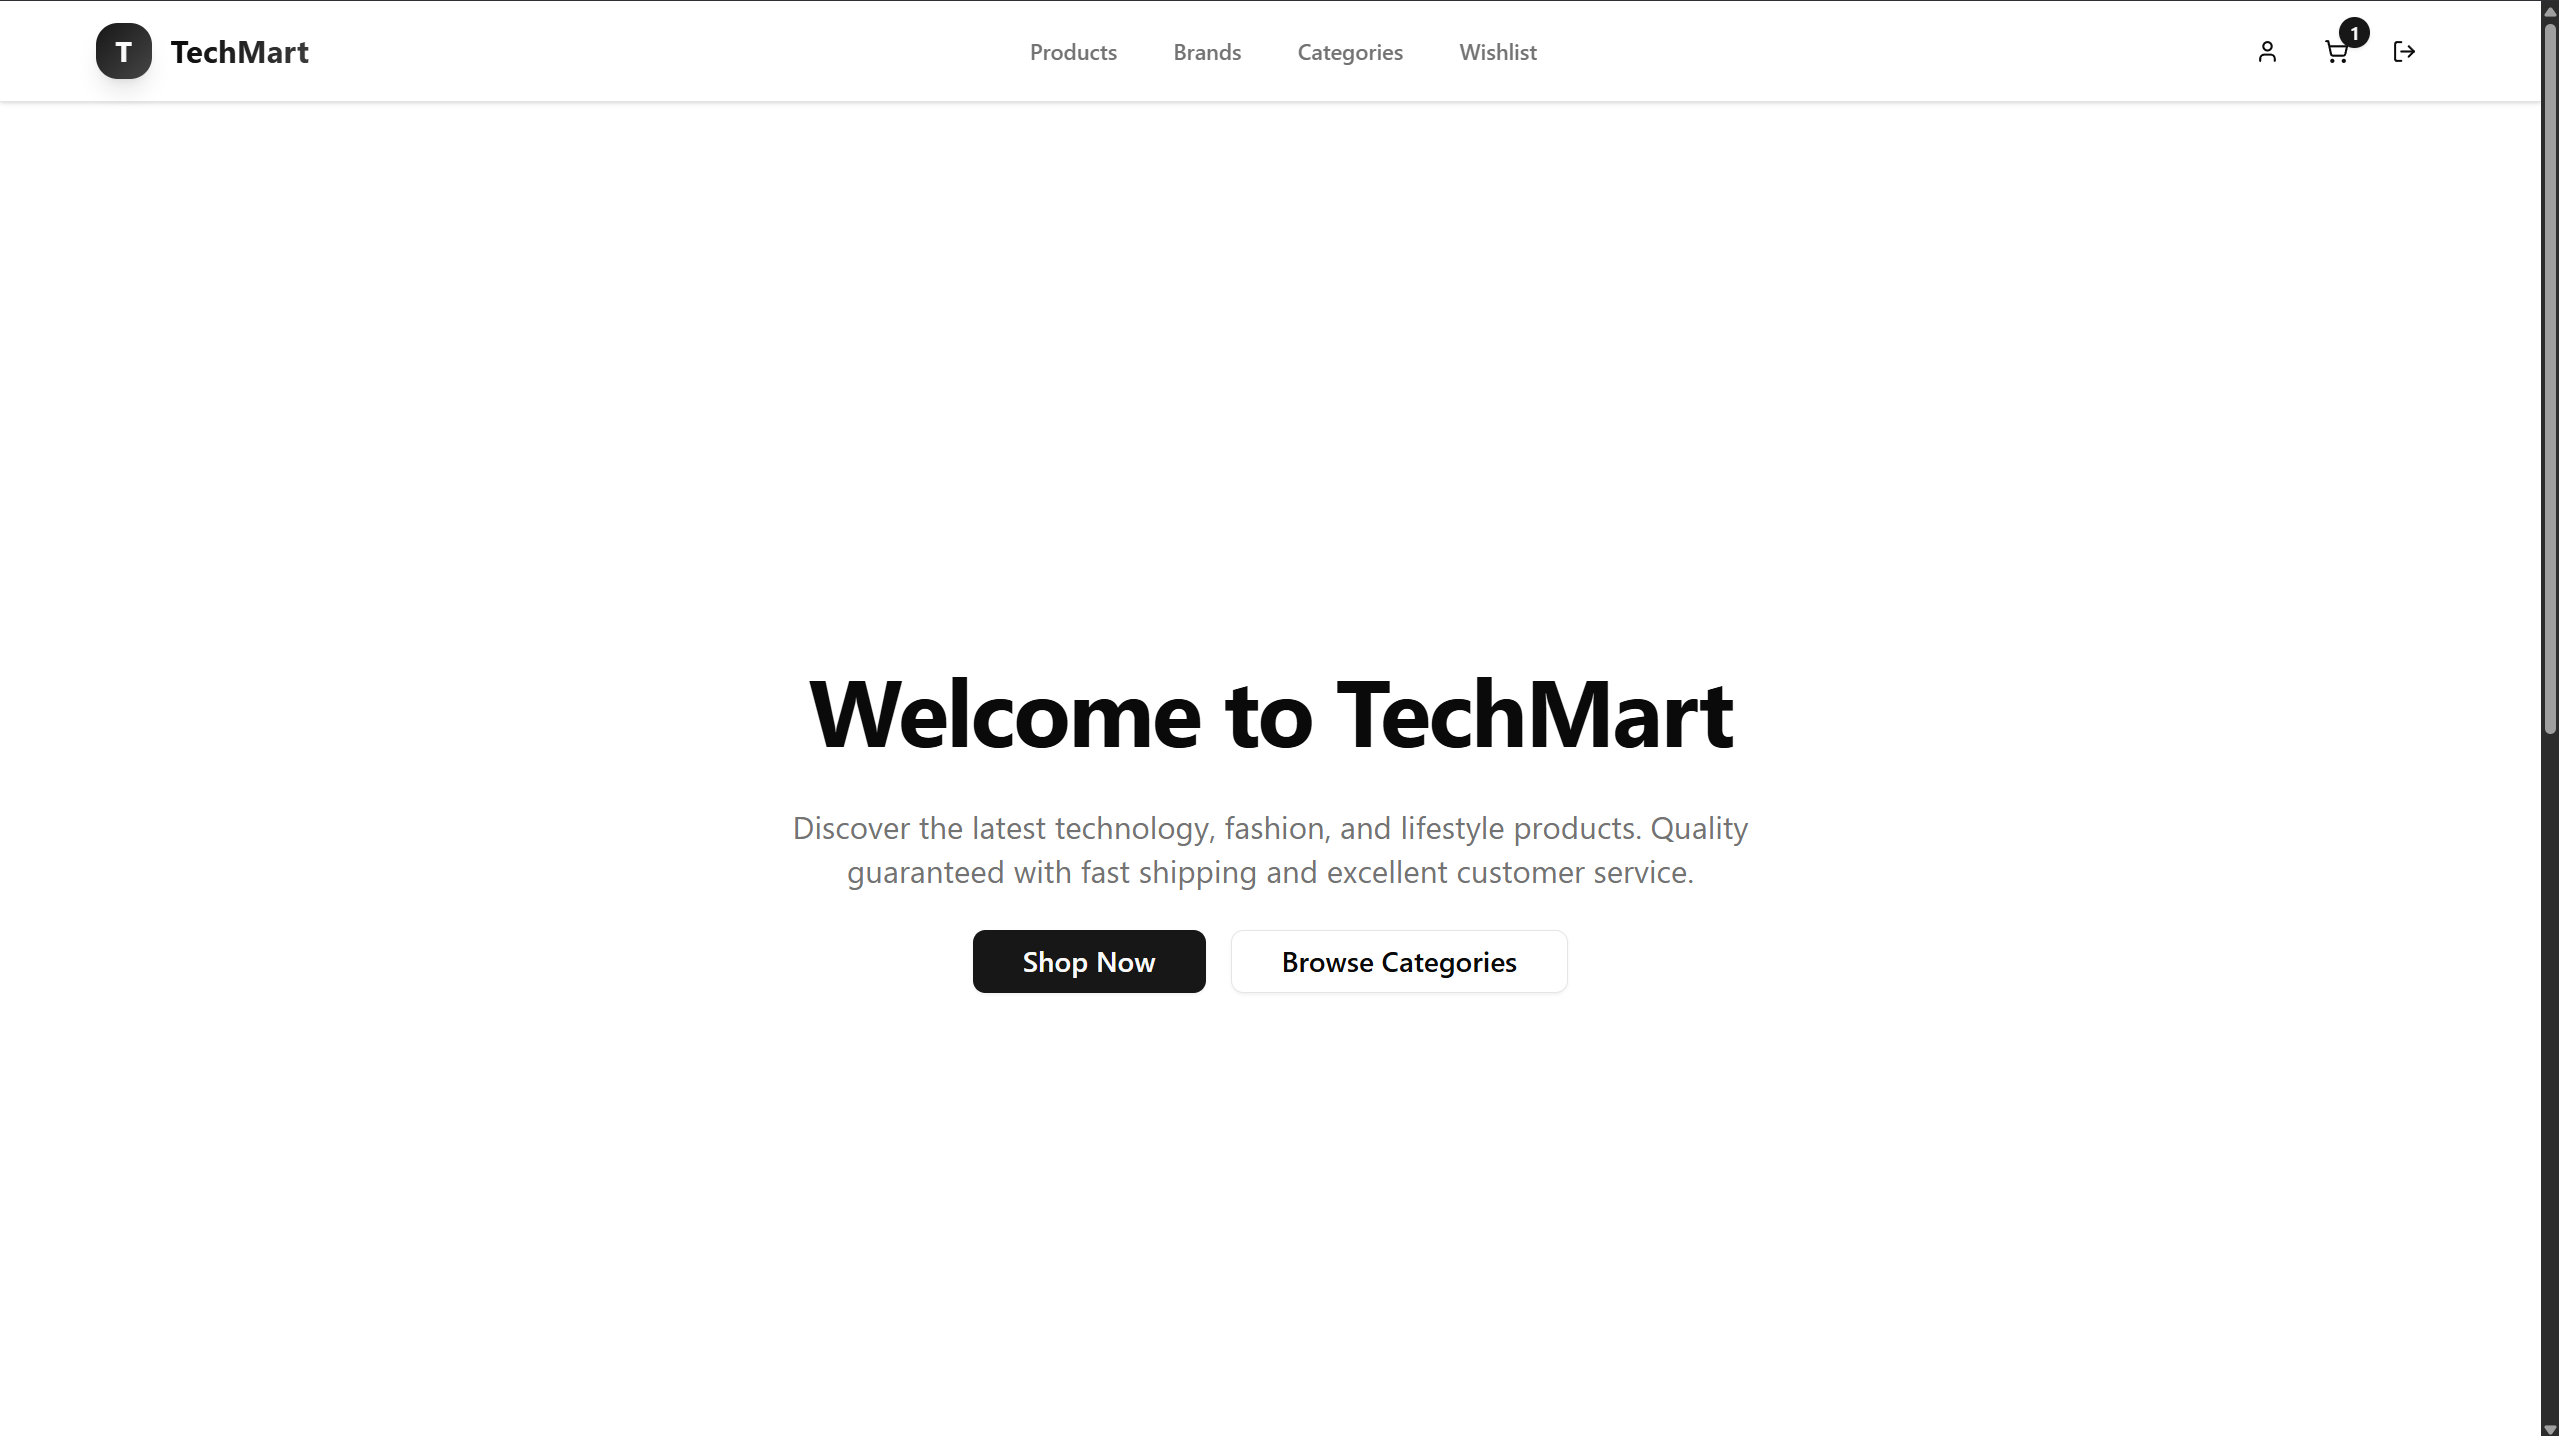 T TechMart
Products Brands Categories Wishlist
1
Welcome to TechMart
Discover the latest technology, fashion, and lifestyle products. Quality
guaranteed with fast shipping and excellent customer service.
Shop Now
Browse Categories